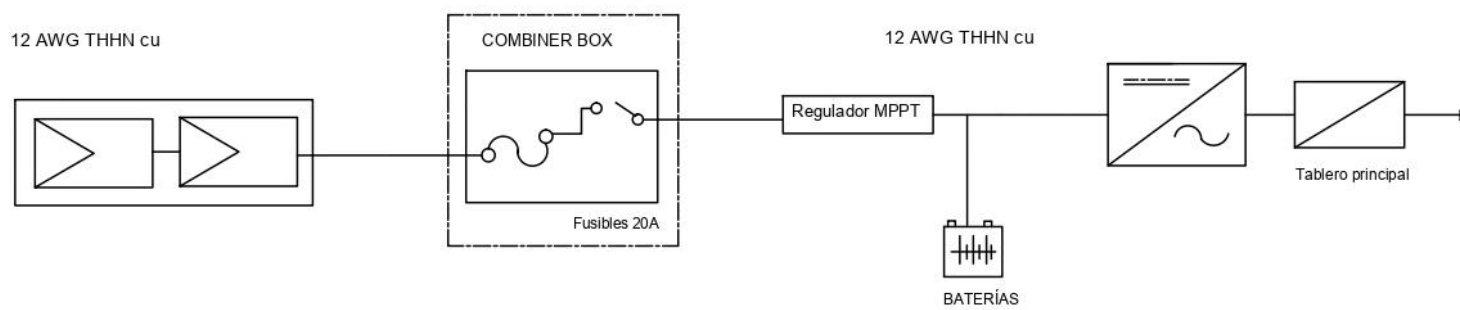 12 AWG THHN cu
COMBINER BOX
12 AWG THHN cu
Regulador MPPT
Tablero principal
Fusibles 20A
BATERÍAS